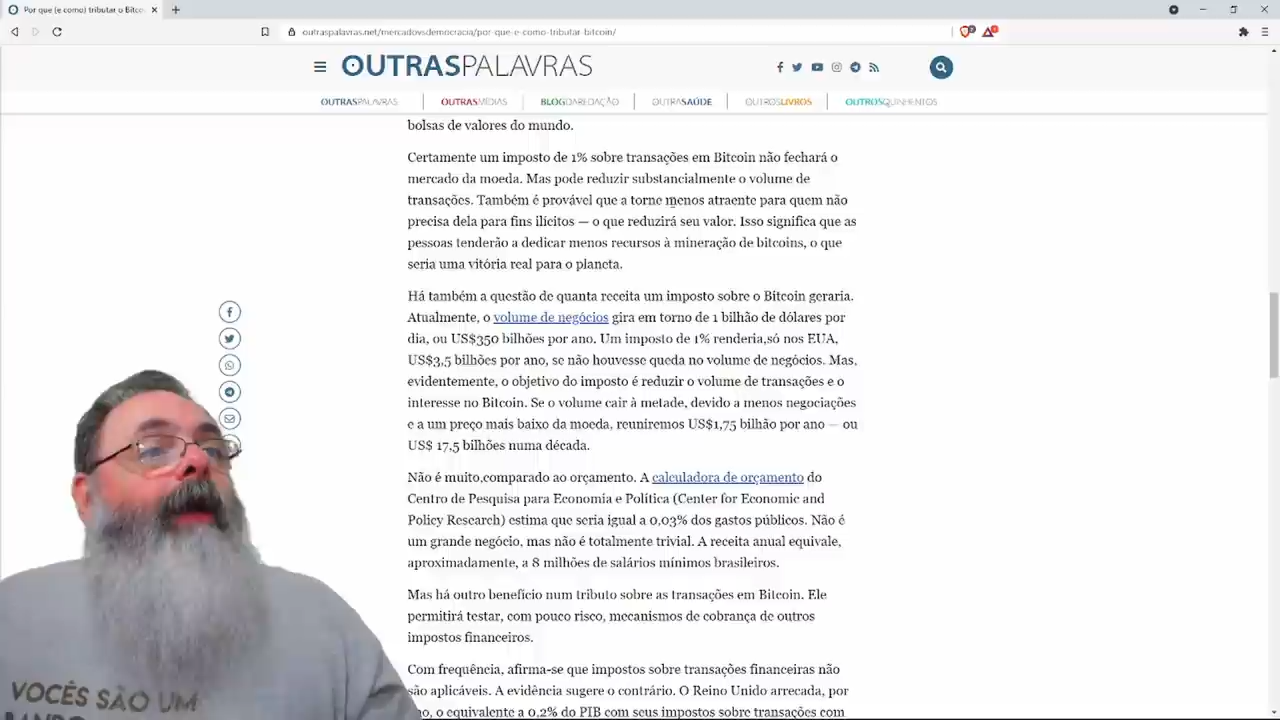 Por que (e como) tributar o Bitco
outraspalavras.net/mercadovsdemocracia/por-que-e-como-tributar-bitcoin/
OUTRASPALAVRAS
OUTRASPALAVRAS OUTRASMÍDIAS BLOGDAREDAÇÃO OUTRASAÚDE OUTROSLIVROS OUTROSQUINHENTOS
bolsas de valores do mundo.
Certamente um imposto de 1% sobre transações em Bitcoin não fechará o
mercado da moeda. Mas pode reduzir substancialmente o volume de
transações. Também é provável que a torne menos atraente para quem não
precisa dela para fins ilícitos — o que reduzirá seu valor. Isso significa que as
pessoas tenderão a dedicar menos recursos à mineração de bitcoins, o que
seria uma vitória real para o planeta.
Há também a questão de quanta receita um imposto sobre o Bitcoin geraria.
Atualmente, o volume de negócios gira em torno de 1 bilhão de dólares por
dia, ou US$350 bilhões por ano. Um imposto de 1% renderia,só nos EUA,
US$3,5 bilhões por ano, se não houvesse queda no volume de negócios. Mas,
evidentemente, o objetivo do imposto é reduzir o volume de transações e o
interesse no Bitcoin. Se o volume cair à metade, devido a menos negociações
e a um preço mais baixo da moeda, reuniremos US$1,75 bilhão por ano — ou
US$ 17,5 bilhões numa década.
Não é muito,comparado ao orçamento. A calculadora de orçamento do
Centro de Pesquisa para Economia e Política (Center for Economic and
Policy Research) estima que seria igual a 0,03% dos gastos públicos. Não é
um grande negócio, mas não é totalmente trivial. A receita anual equivale,
aproximadamente, a 8 milhões de salários mínimos brasileiros.
Mas há outro benefício num tributo sobre as transações em Bitcoin. Ele
permitirá testar, com pouco risco, mecanismos de cobrança de outros
impostos financeiros.
Com frequência, afirma-se que impostos sobre transações financeiras não
são aplicáveis. A evidência sugere o contrário. O Reino Unido arrecada, por
o equivalente a 0,2% do PIB com seus impostos sobre transações com
VOCÊS SÃO UM